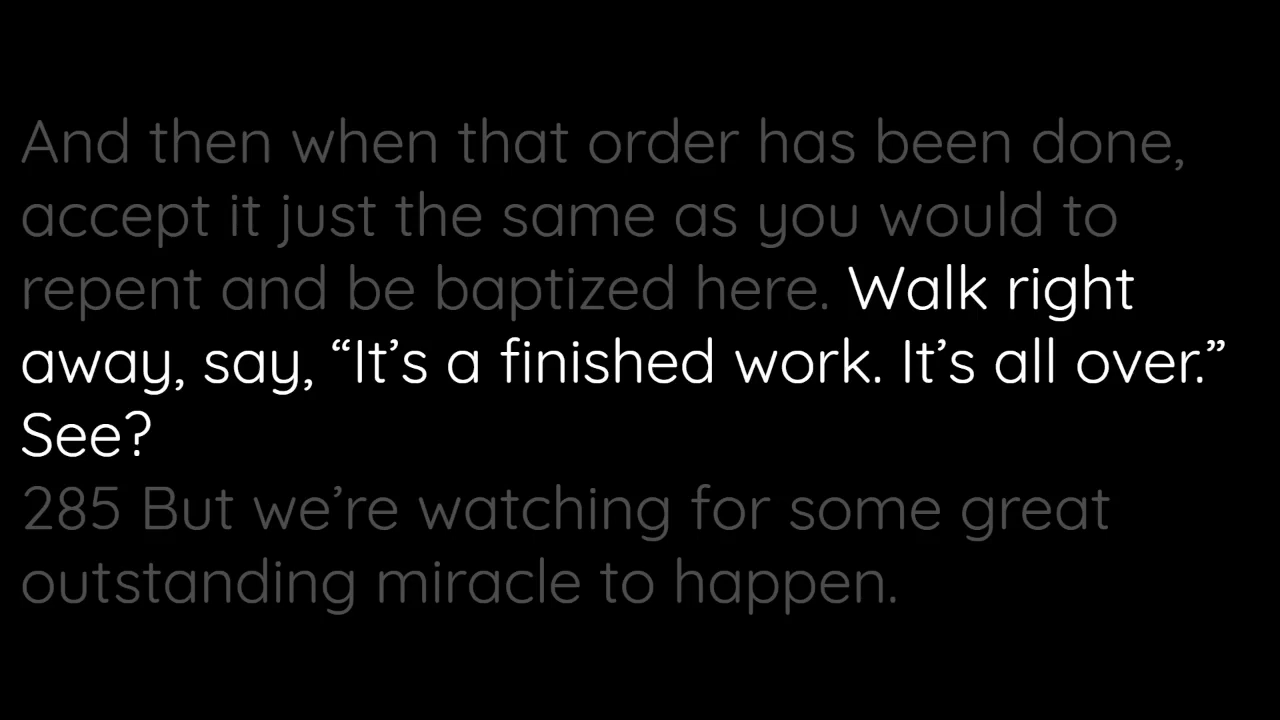 And then when that order has been done,
accept it just the same as you would to
repent and be baptized here. Walk right
away, say, “It’s a finished work. It’s all over.”
See?
285 But we’re watching for some great
outstanding miracle to happen.